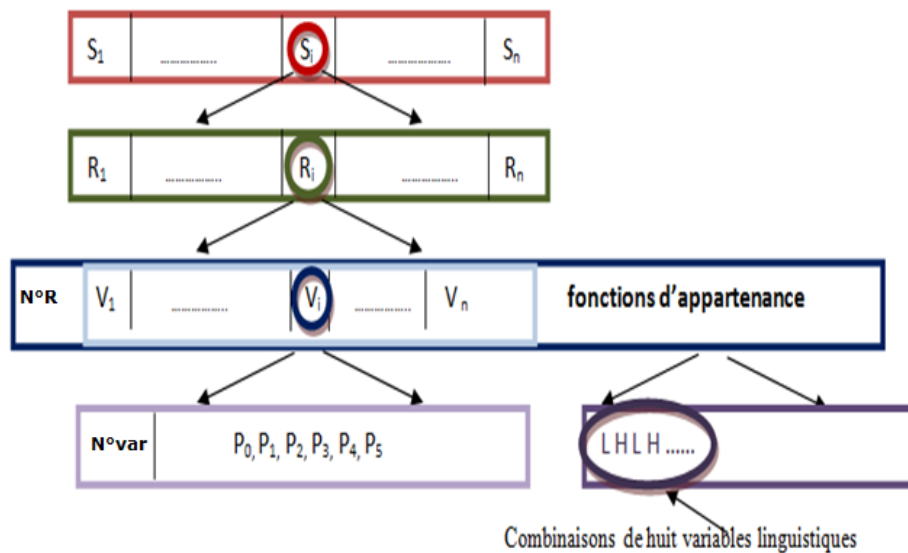 S₁ ................ Sᵢ .................. Sₙ
R₁ ................ Rᵢ ................ Rₙ
N°R V₁ ................ Vᵢ ................ Vₙ fonctions d'appartenance
N°var P₀, P₁, P₂, P₃, P₄, P₅ L H L H ......
Combinaisons de huit variables linguistiques